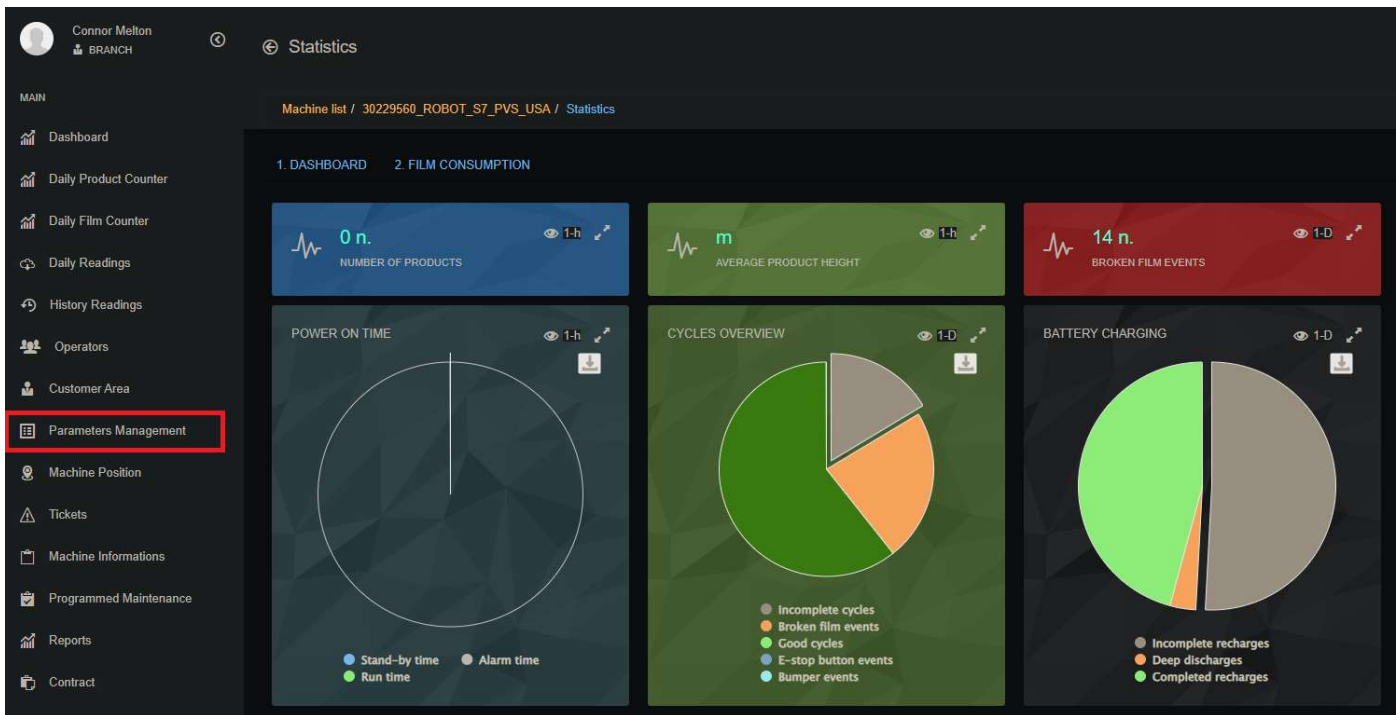 Connor Melton
BRANCH
MAIN
Dashboard
Daily Product Counter
Daily Film Counter
Daily Readings
History Readings
Operators
Customer Area
Parameters Management
Machine Position
Tickets
Machine Informations
Programmed Maintenance
Reports
Contract
Statistics
Machine list / 30229560_ROBOT_S7_PVS_USA / Statistics
1. DASHBOARD 2. FILM CONSUMPTION
0 n. 1-h
NUMBER OF PRODUCTS
m 1-h
AVERAGE PRODUCT HEIGHT
14 n. 1-D
BROKEN FILM EVENTS
POWER ON TIME 1-h
Stand-by time Alarm time
Run time
CYCLES OVERVIEW 1-D
Incomplete cycles
Broken film events
Good cycles
E-stop button events
Bumper events
BATTERY CHARGING 1-D
Incomplete recharges
Deep discharges
Completed recharges